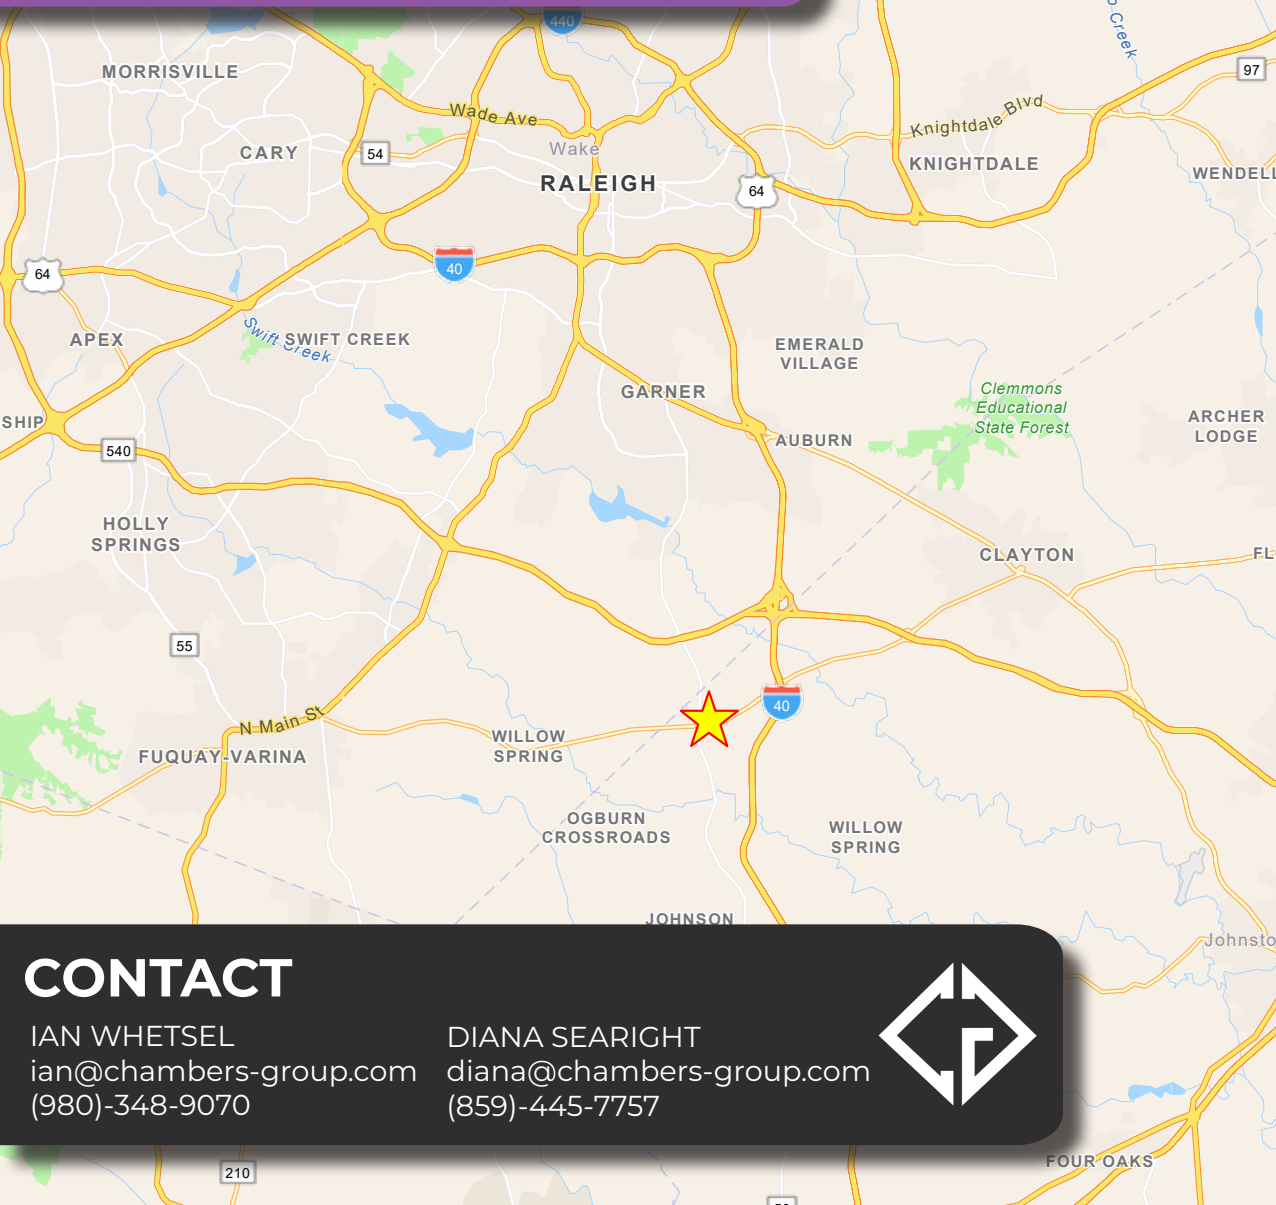 440
Creek
MORRISVILLE
97
Wade Ave
Knightdale Blvd
CARY
54
Wake
KNIGHTDALE
WENDELL
RALEIGH
64
40
64
APEX
Swift Creek
SWIFT CREEK
EMERALD
VILLAGE
GARNER
Clemmons
Educational
State Forest
SHIP
ARCHER
LODGE
AUBURN
540
HOLLY
SPRINGS
CLAYTON
FL
55
40
N Main St
WILLOW
SPRING
FUQUAY-VARINA
OGBURN
CROSSROADS
WILLOW
SPRING
JOHNSON
Johnsto
CONTACT
IAN WHETSEL
ian@chambers-group.com
(980)-348-9070
DIANA SEARIGHT
diana@chambers-group.com
(859)-445-7757
FOUR OAKS
210